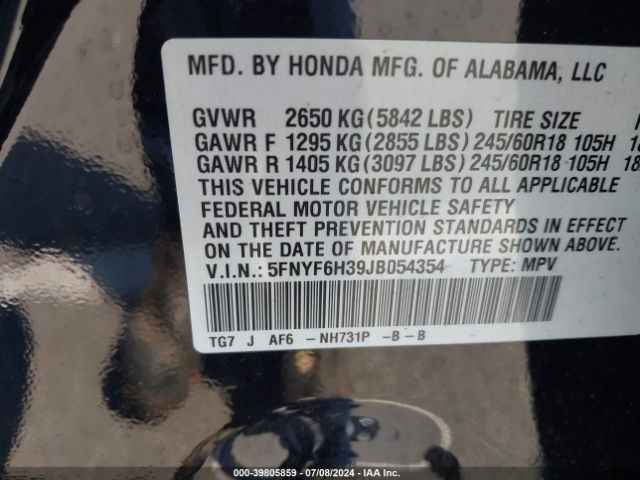 MFD. BY HONDA MFG. OF ALABAMA, LLC
GVWR 2650 KG(5842 LBS) TIRE SIZE
GAWR F 1295 KG(2855 LBS) 245/60R18 105H 18
GAWR R 1405 KG(3097 LBS) 245/60R18 105H 18
THIS VEHICLE CONFORMS TO ALL APPLICABLE
FEDERAL MOTOR VEHICLE SAFETY
AND THEFT PREVENTION STANDARDS IN EFFECT
ON THE DATE OF MANUFACTURE SHOWN ABOVE.
V.I.N.: 5FNYF6H39JB054354 TYPE: MPV
TG7 J AF6 -NH731P -B-B
000-39805859 - 07/08/2024 - IAA Inc.